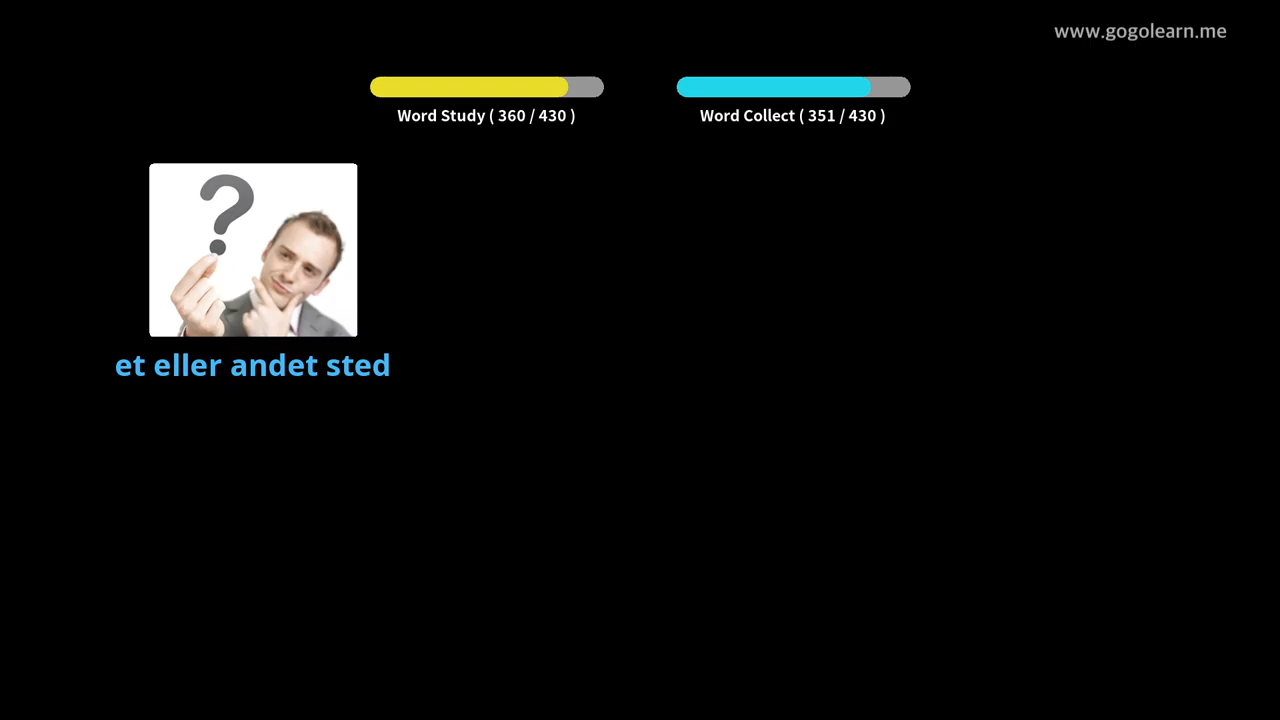 www.gogolearn.me
Word Study ( 360 / 430 )
Word Collect ( 351 / 430 )
?
et eller andet sted